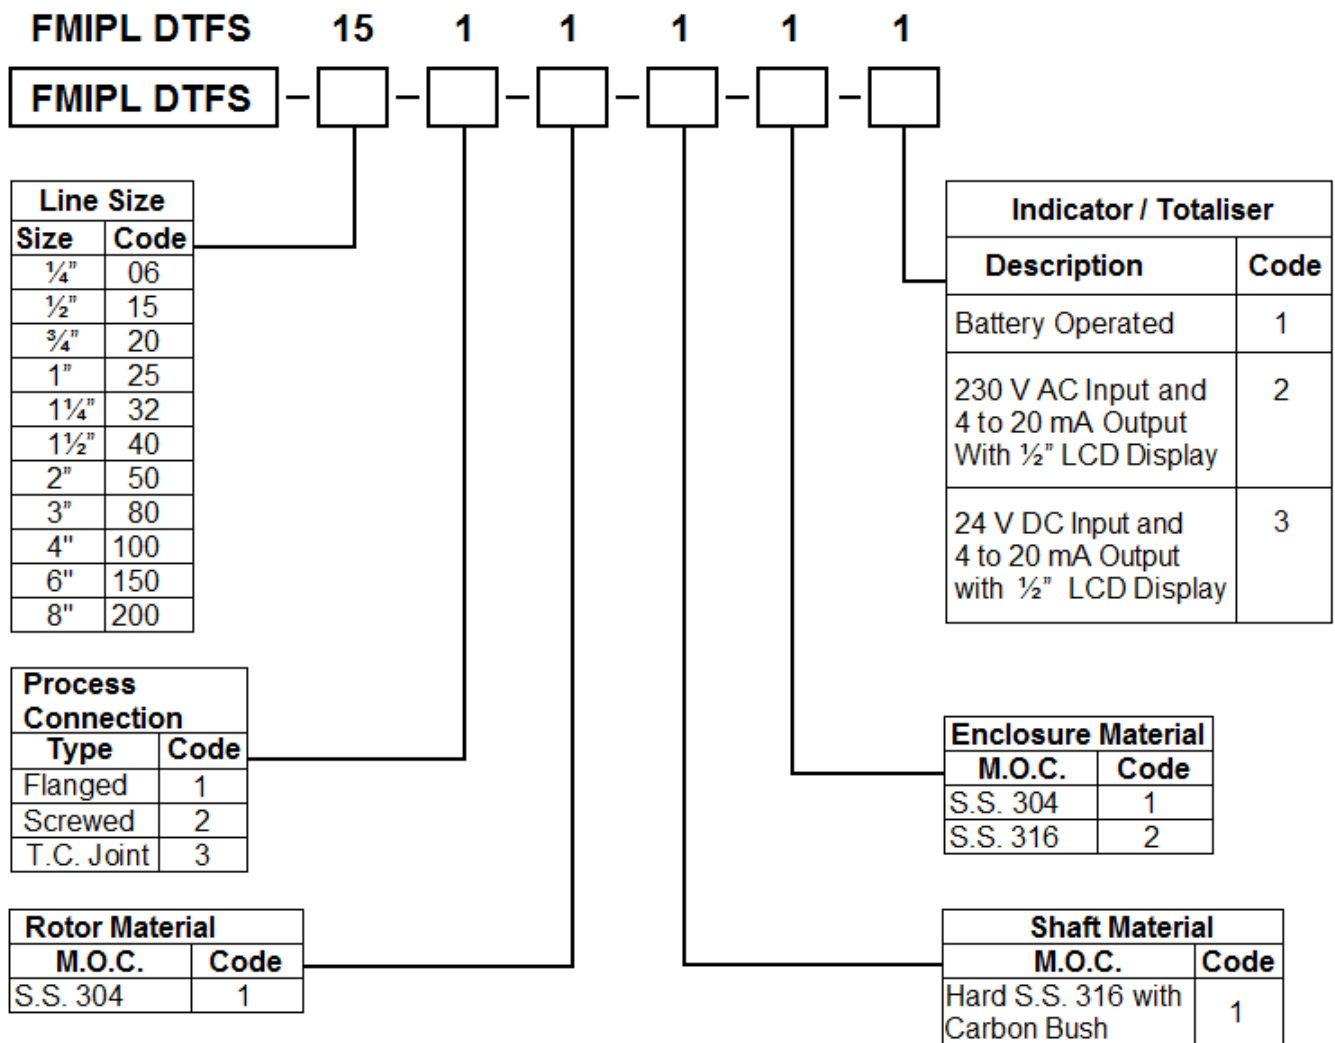 FMIPL DTFS 15 1 1 1 1 1
FMIPL DTFS - - - - - -
Line Size
Size Code
¼" 06
½" 15
¾" 20
1" 25
1¼" 32
1½" 40
2" 50
3" 80
4" 100
6" 150
8" 200
Process
Connection
Type Code
Flanged 1
Screwed 2
T.C. Joint 3
Rotor Material
M.O.C. Code
S.S. 304 1
Indicator / Totaliser
Description Code
Battery Operated 1
230 V AC Input and 2
4 to 20 mA Output
With ½" LCD Display
24 V DC Input and 3
4 to 20 mA Output
with ½" LCD Display
Enclosure Material
M.O.C. Code
S.S. 304 1
S.S. 316 2
Shaft Material
M.O.C. Code
Hard S.S. 316 with
Carbon Bush 1